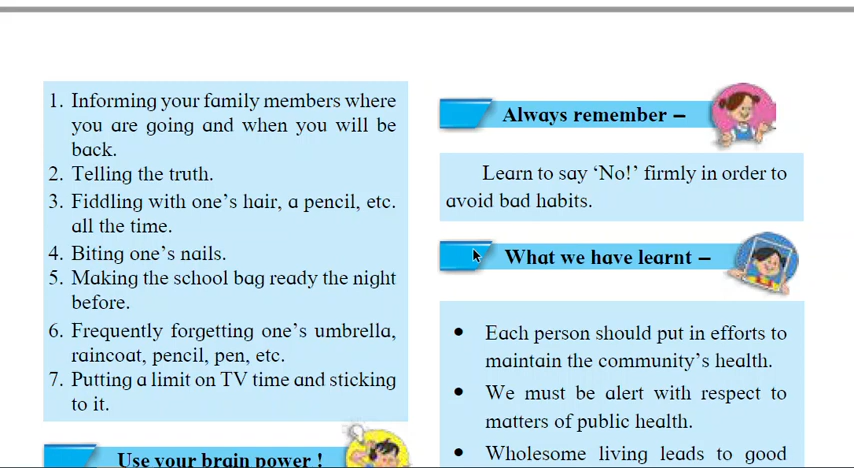 1. Informing your family members where
you are going and when you will be
back.
2. Telling the truth.
3. Fiddling with one's hair, a pencil, etc.
all the time.
4. Biting one's nails.
5. Making the school bag ready the night
before.
6. Frequently forgetting one's umbrella,
raincoat, pencil, pen, etc.
7. Putting a limit on TV time and sticking
to it.
Use your brain power !
Always remember –
Learn to say ‘No!’ firmly in order to
avoid bad habits.
What we have learnt –
• Each person should put in efforts to
maintain the community's health.
• We must be alert with respect to
matters of public health.
• Wholesome living leads to good